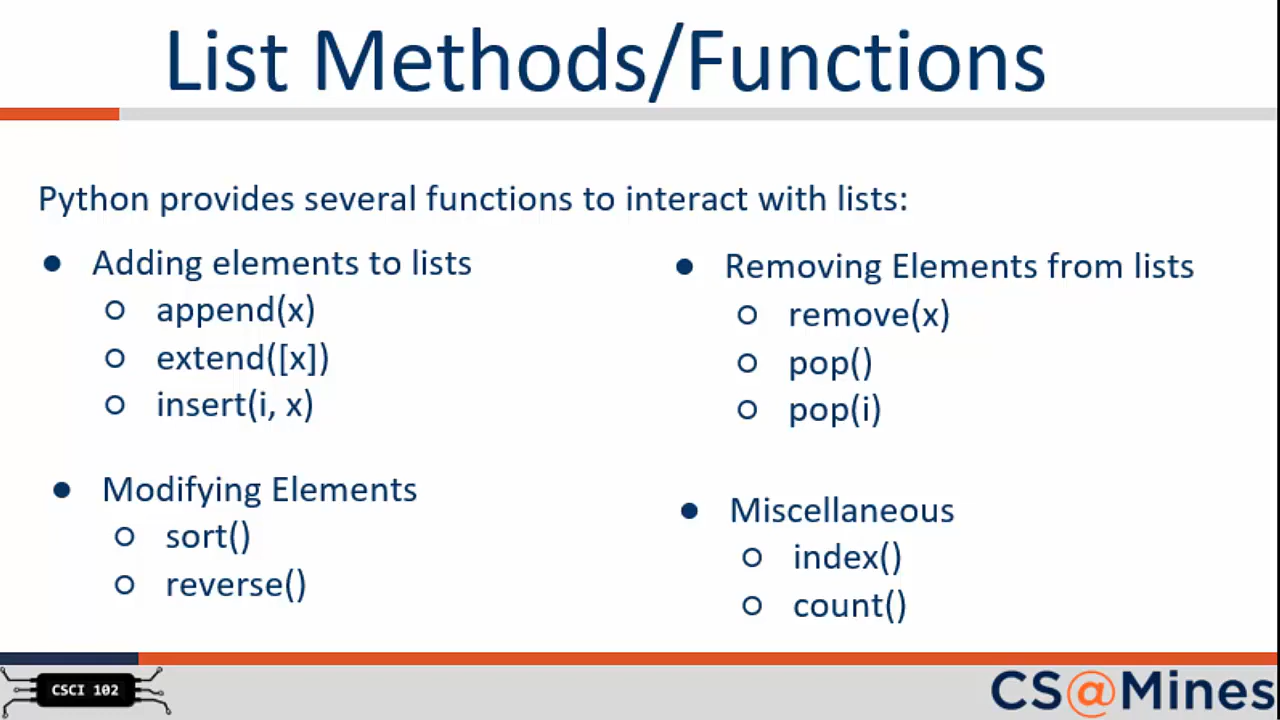 List Methods/Functions
Python provides several functions to interact with lists:
● Adding elements to lists
○ append(x)
○ extend([x])
○ insert(i, x)
● Modifying Elements
○ sort()
○ reverse()
● Removing Elements from lists
○ remove(x)
○ pop()
○ pop(i)
● Miscellaneous
○ index()
○ count()
CSCI 102
CS@Mines